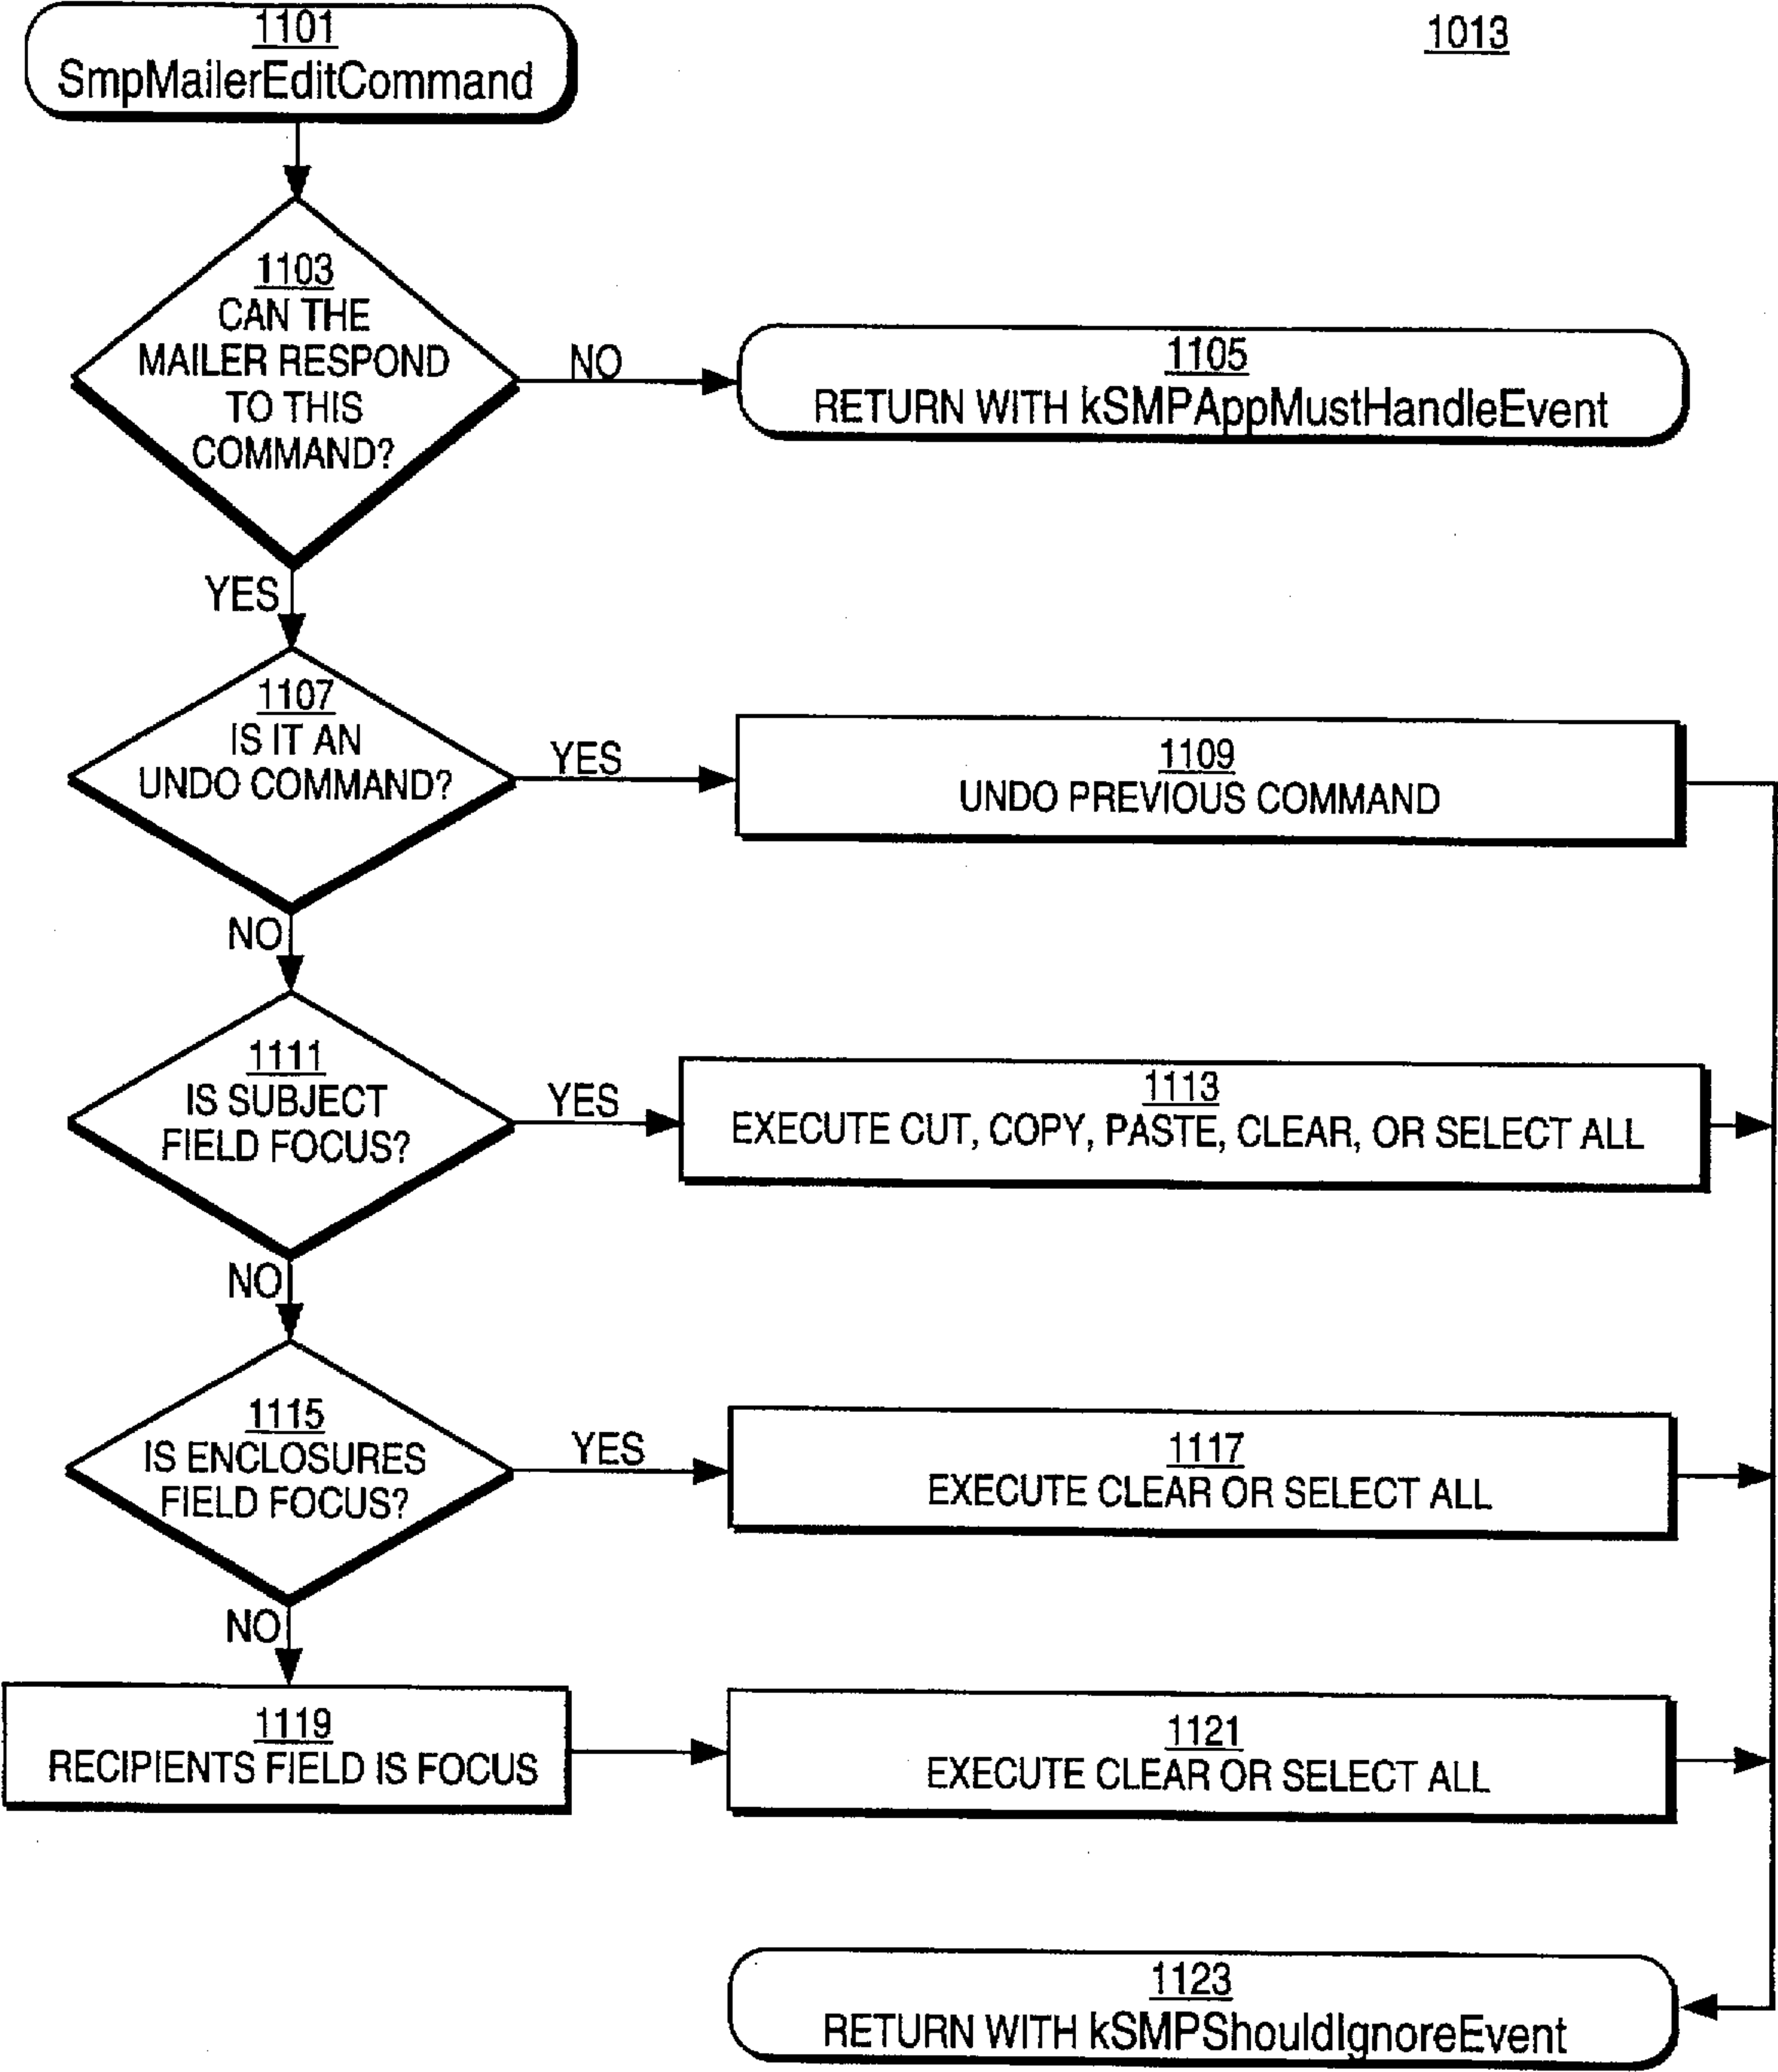 1101
SmpMailerEditCommand
1013
1103
CAN THE
MAILER RESPOND
TO THIS
COMMAND?
NO
1105
RETURN WITH kSMPAppMustHandleEvent
YES
1107
IS IT AN
UNDO COMMAND?
YES
1109
UNDO PREVIOUS COMMAND
NO
1111
IS SUBJECT
FIELD FOCUS?
YES
1113
EXECUTE CUT, COPY, PASTE, CLEAR, OR SELECT ALL
NO
1115
IS ENCLOSURES
FIELD FOCUS?
YES
1117
EXECUTE CLEAR OR SELECT ALL
NO
1119
RECIPIENTS FIELD IS FOCUS
1121
EXECUTE CLEAR OR SELECT ALL
1123
RETURN WITH kSMPShouldIgnoreEvent